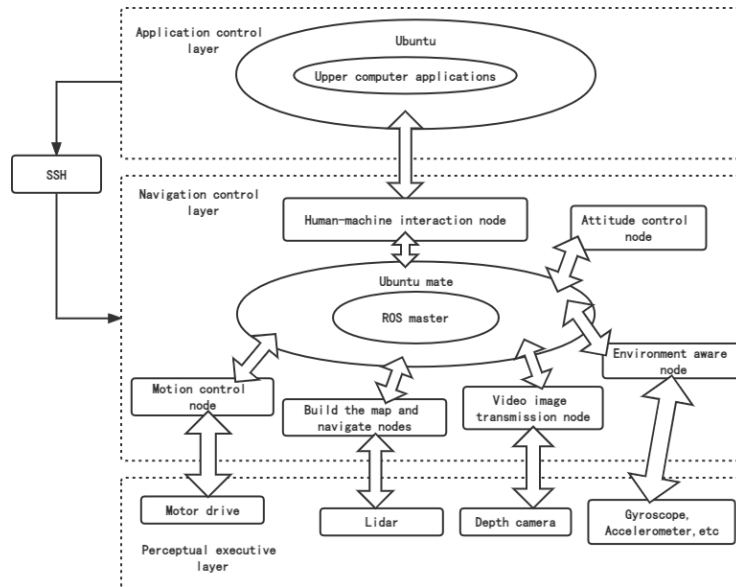 Application control
layer
Ubuntu
Upper computer applications
SSH
Navigation control
layer
Human-machine interaction node
Attitude control
node
Ubuntu mate
ROS master
Environment aware
node
Motion control
node
Build the map and
navigate nodes
Video image
transmission node
Motor drive
Lidar
Depth camera
Gyroscope,
Accelerometer,etc
Perceptual executive
layer